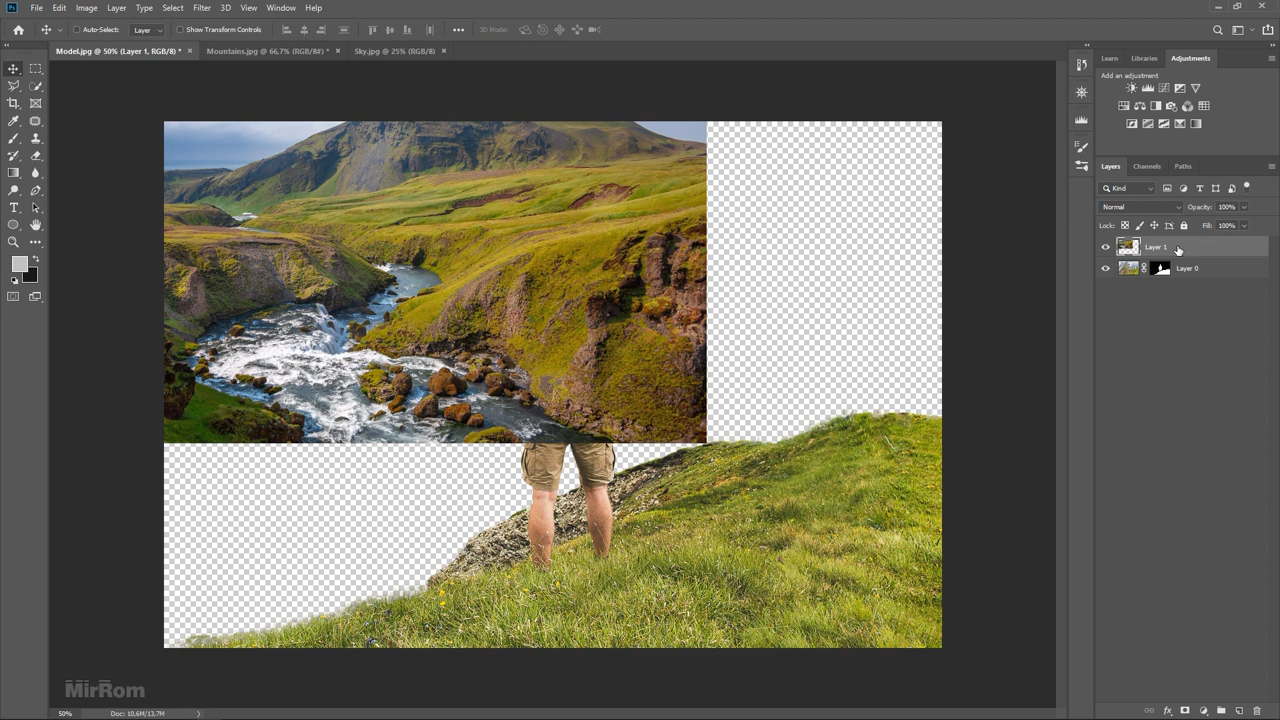 Ps File Edit Image Layer Type Select Filter 3D View Window Help
Auto-Select: Layer Show Transform Controls 3D Mode:
Model.jpg @ 50% (Layer 1, RGB/8) * × Mountains.jpg @ 66,7% (RGB/8#) * × Sky.jpg @ 25% (RGB/8) ×
Learn Libraries Adjustments
Add an adjustment
Layers Channels Paths
Kind
Normal Opacity: 100%
Lock: Fill: 100%
Layer 1
Layer 0
MirRom
50% Doc: 10,6M/13,7M